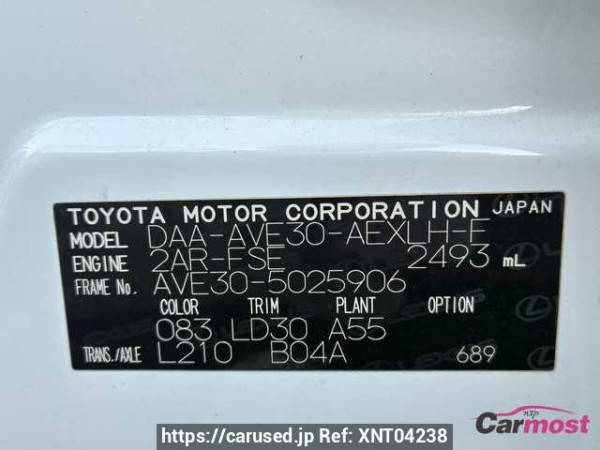 TOYOTA MOTOR CORPORATION JAPAN
MODEL DAA-AVE30-AEXLH-E
ENGINE 2AR-FSE 2493 mL
FRAME No. AVE30-5025906
COLOR TRIM PLANT OPTION
083 LD30 A55
TRANS./AXLE L210 B04A 689
Carmost
https://carused.jp Ref: XNT04238